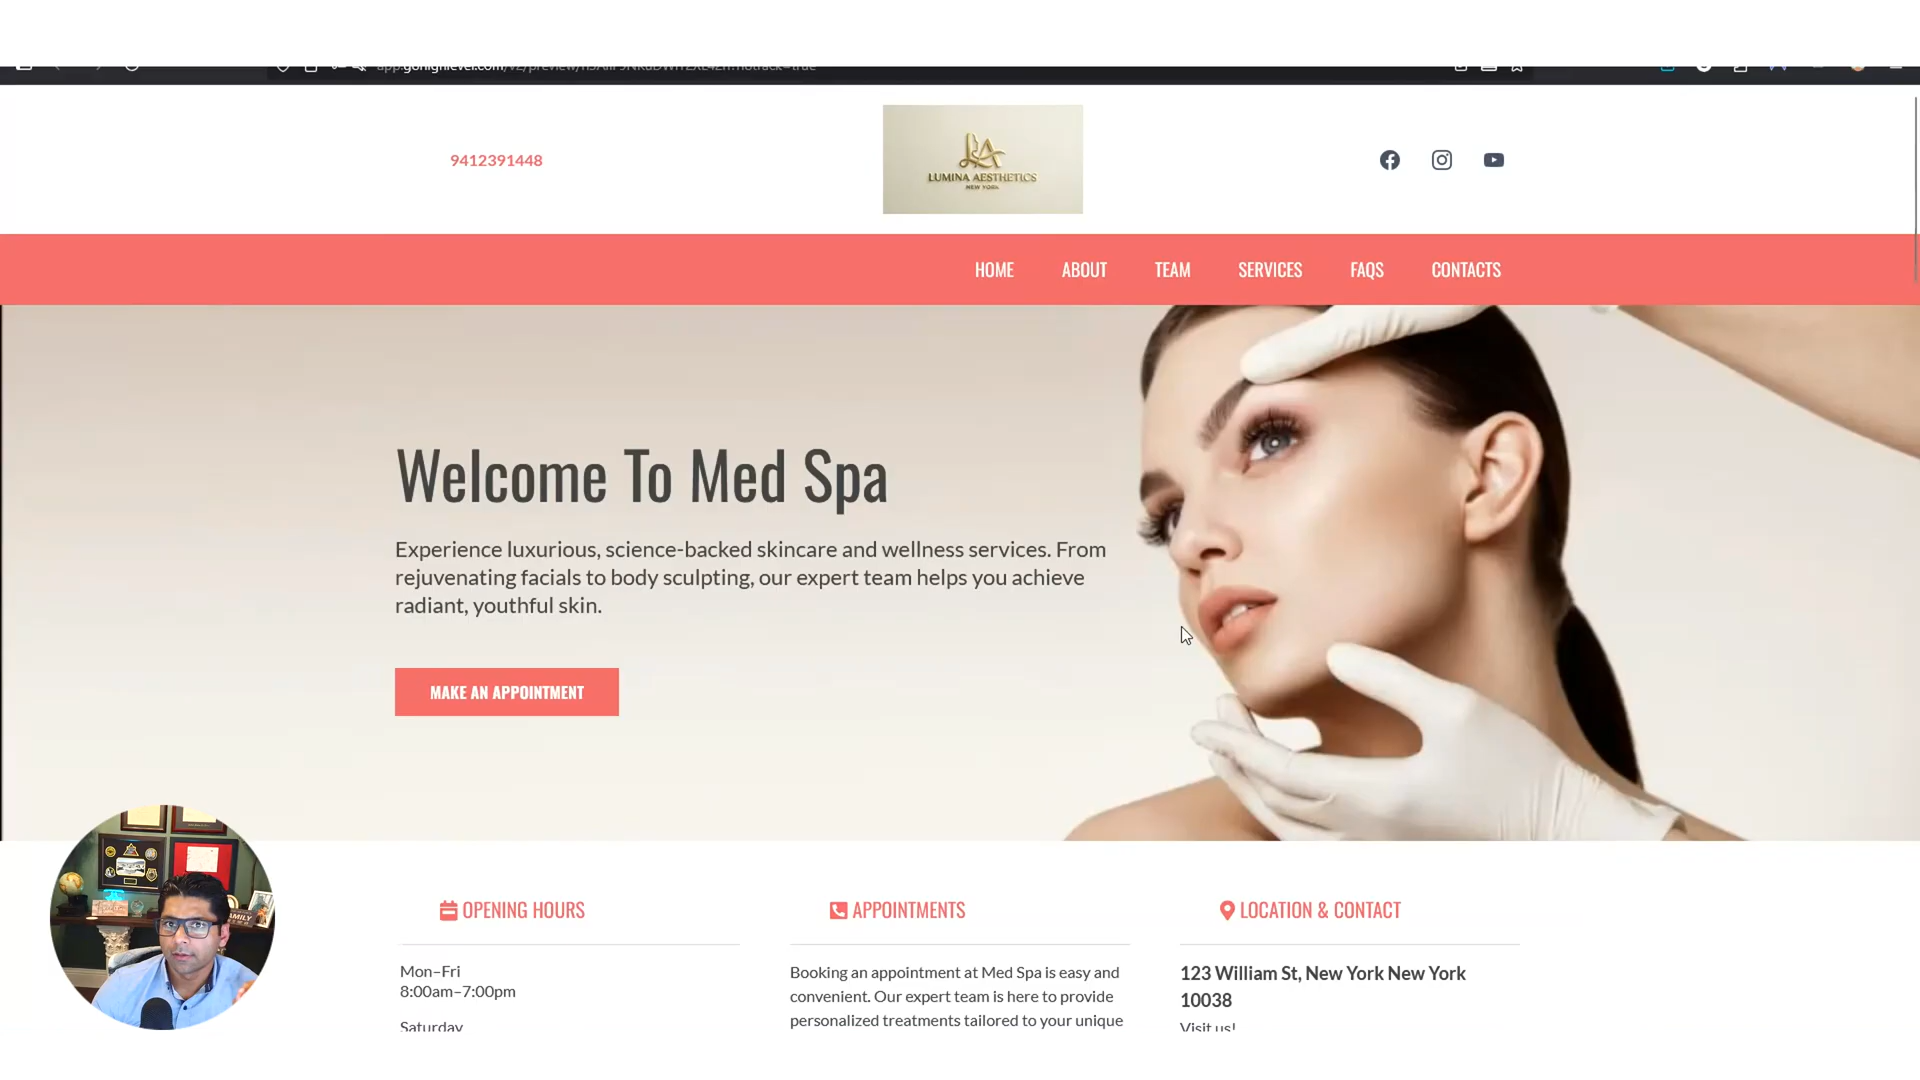 9412391448
LUMINA AESTHETICS
NEW YORK
HOME ABOUT TEAM SERVICES FAQS CONTACTS
Welcome To Med Spa
Experience luxurious, science-backed skincare and wellness services. From
rejuvenating facials to body sculpting, our expert team helps you achieve
radiant, youthful skin.
MAKE AN APPOINTMENT
OPENING HOURS
Mon–Fri
8:00am–7:00pm
Saturday
APPOINTMENTS
Booking an appointment at Med Spa is easy and
convenient. Our expert team is here to provide
personalized treatments tailored to your unique
LOCATION & CONTACT
123 William St, New York New York
10038
Visit us!